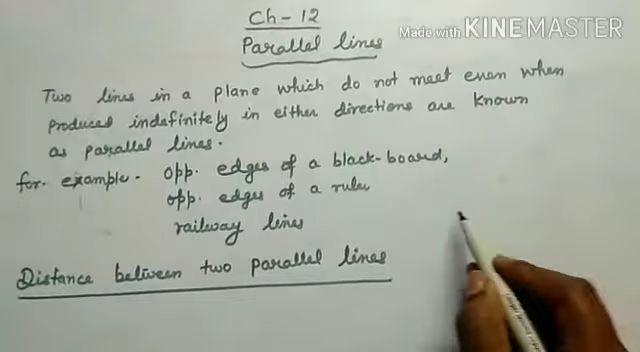 Ch-12
Parallel lines
Made with KINEMASTER
Two lines in a plane which do not meet even when
produced indefinitely in either directions are known
as parallel lines.
for. example. opp. edges of a black-board,
opp. edges of a ruler
railway lines
Distance between two parallel lines